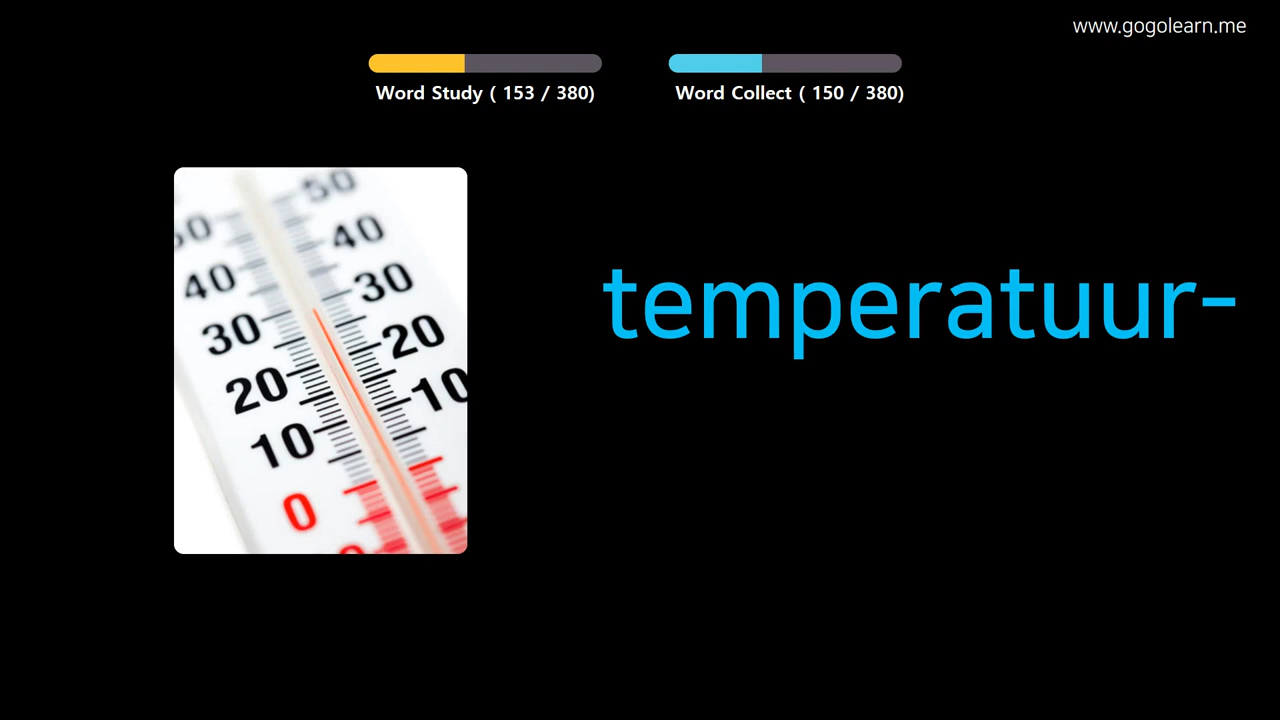 www.gogolearn.me
Word Study ( 153 / 380)
Word Collect ( 150 / 380)
temperatuur-
50
40
30
20
10
40
30
20
10
0